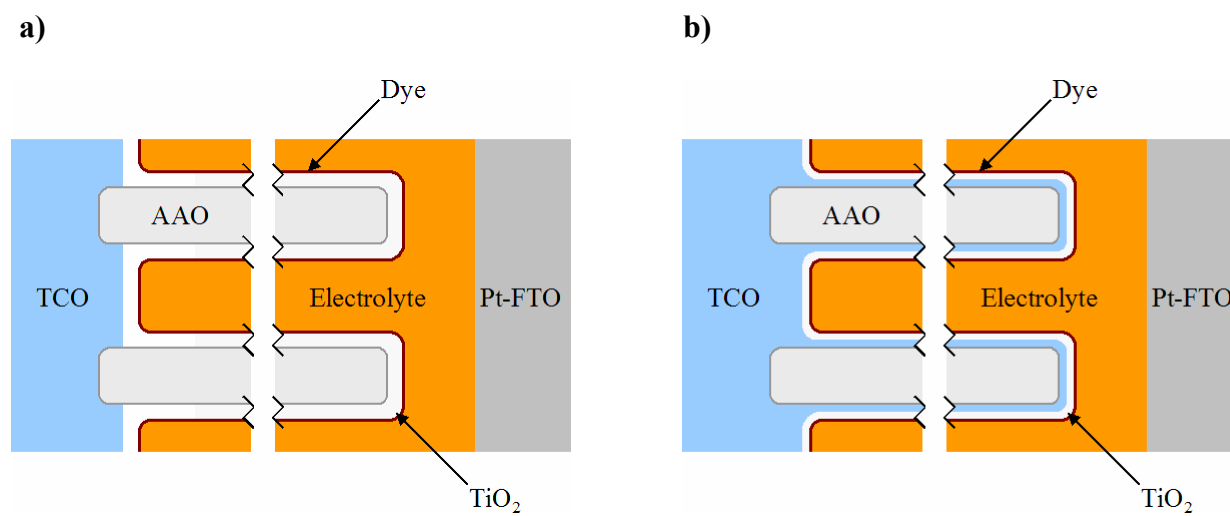 a)
b)
Dye
Dye
AAO
AAO
TCO
Electrolyte
Pt-FTO
TCO
Electrolyte
Pt-FTO
TiO₂
TiO₂